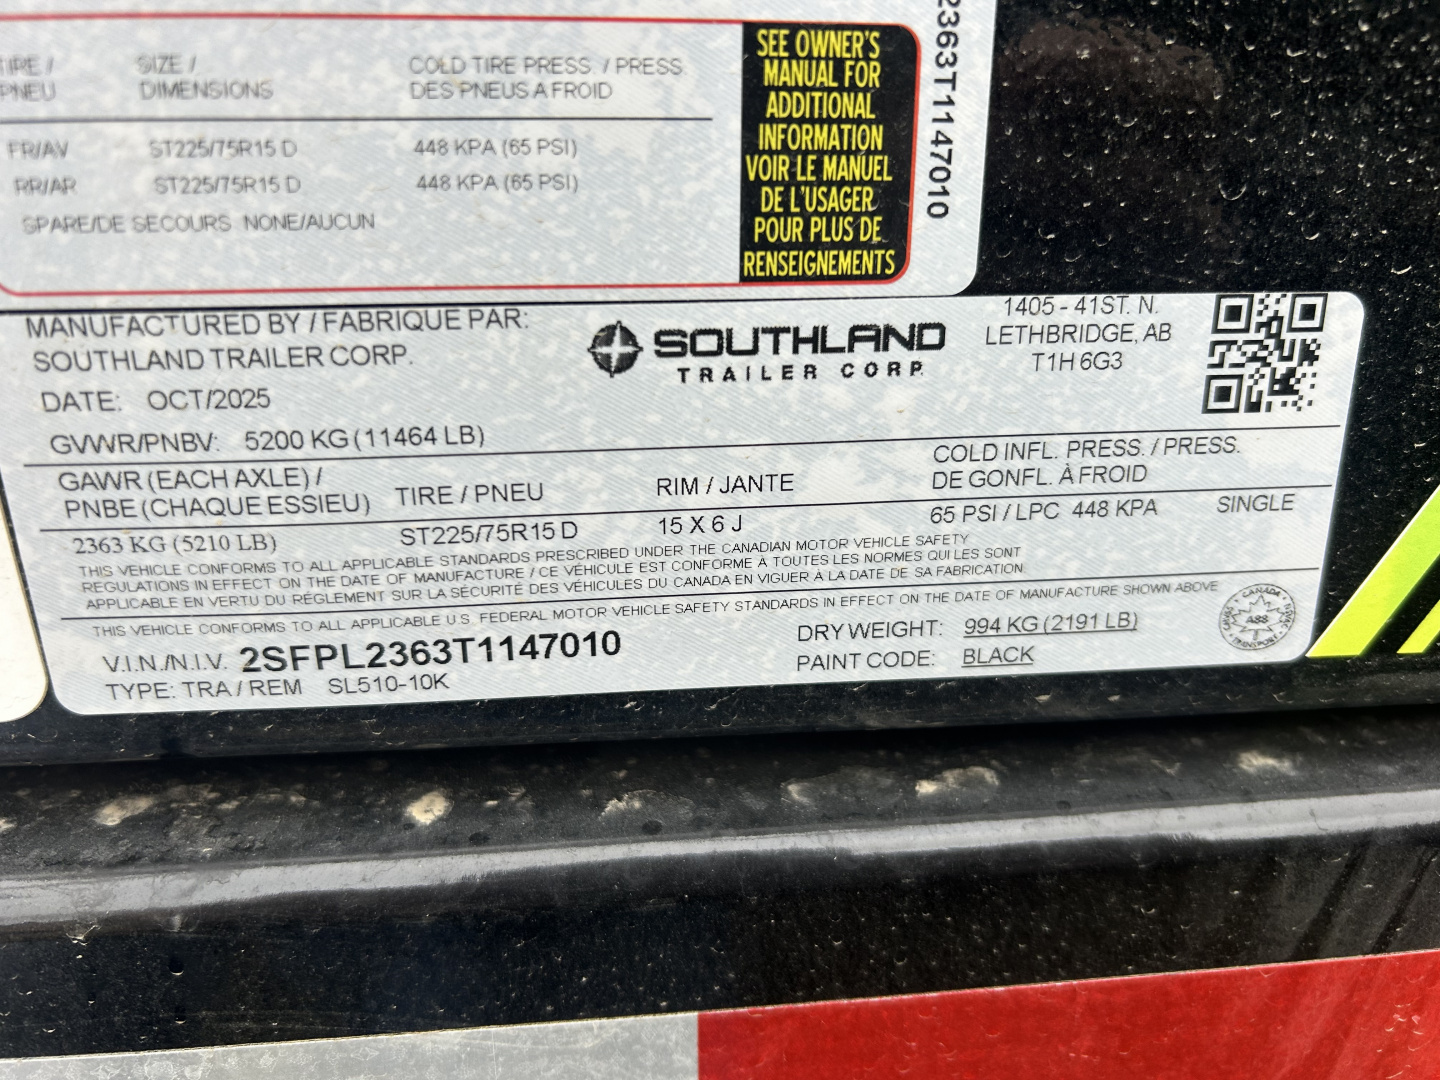 TIRE / PNEU
SIZE / DIMENSIONS
COLD TIRE PRESS. / PRESS DES PNEUS A FROID
FR/AV ST225/75R15 D 448 KPA (65 PSI)
RR/AR ST225/75R15 D 448 KPA (65 PSI)
SPARE/DE SECOURS NONE/AUCUN
SEE OWNER'S
MANUAL FOR
ADDITIONAL
INFORMATION
VOIR LE MANUEL
DE L'USAGER
POUR PLUS DE
RENSEIGNEMENTS
2363T1147010
MANUFACTURED BY / FABRIQUE PAR:
SOUTHLAND TRAILER CORP.
DATE: OCT/2025
GVWR/PNBV: 5200 KG (11464 LB)
SOUTHLAND
TRAILER CORP.
1405 - 41ST. N.
LETHBRIDGE, AB
T1H 6G3
GAWR (EACH AXLE) /
PNBE (CHAQUE ESSIEU)
TIRE / PNEU
RIM / JANTE
COLD INFL. PRESS. / PRESS.
DE GONFL. À FROID
2363 KG (5210 LB) ST225/75R15 D 15 X 6 J 65 PSI / LPC 448 KPA SINGLE
THIS VEHICLE CONFORMS TO ALL APPLICABLE STANDARDS PRESCRIBED UNDER THE CANADIAN MOTOR VEHICLE SAFETY
REGULATIONS IN EFFECT ON THE DATE OF MANUFACTURE / CE VÉHICULE EST CONFORME À TOUTES LES NORMES QUI LES SONT
APPLICABLE EN VERTU DU RÉGLEMENT SUR LA SÉCURITÉ DES VÉHICULES DU CANADA EN VIGUER À LA DATE DE SA FABRICATION
THIS VEHICLE CONFORMS TO ALL APPLICABLE U.S. FEDERAL MOTOR VEHICLE SAFETY STANDARDS IN EFFECT ON THE DATE OF MANUFACTURE SHOWN ABOVE
V.I.N./N.I.V. 2SFPL2363T1147010
TYPE: TRA / REM SL510-10K
DRY WEIGHT: 994 KG (2191 LB)
PAINT CODE: BLACK
CANADA
TRANSPORT
A88